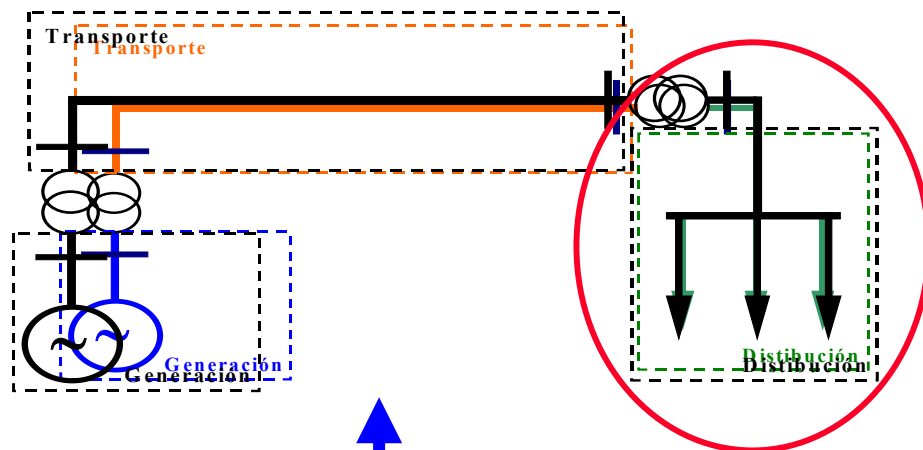 Transporte
Transporte
~
~
Generación
Generación
Distibución
Distibución